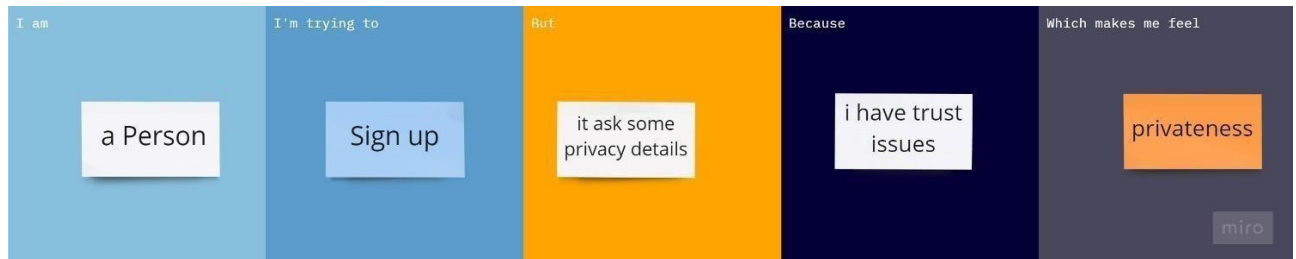 I am
I'm trying to
But
Because
Which makes me feel
a Person
Sign up
it ask some
privacy details
i have trust
issues
privateness
miro